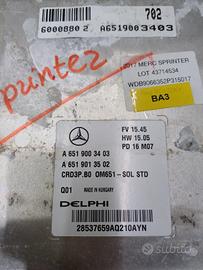 702
6000880 2 A6519003403
2017 MERC SPRINTER
LOT 43714534
WDB9066352P315017
BA3
printer
FV 15.45
HW 15.05
PD 16 M07
A 651 900 34 03
A 651 901 35 02
CRD3P.B0 OM651-SOL STD
Q01 MADE IN HUNGARY
DELPHI
28537659AQ210AYN